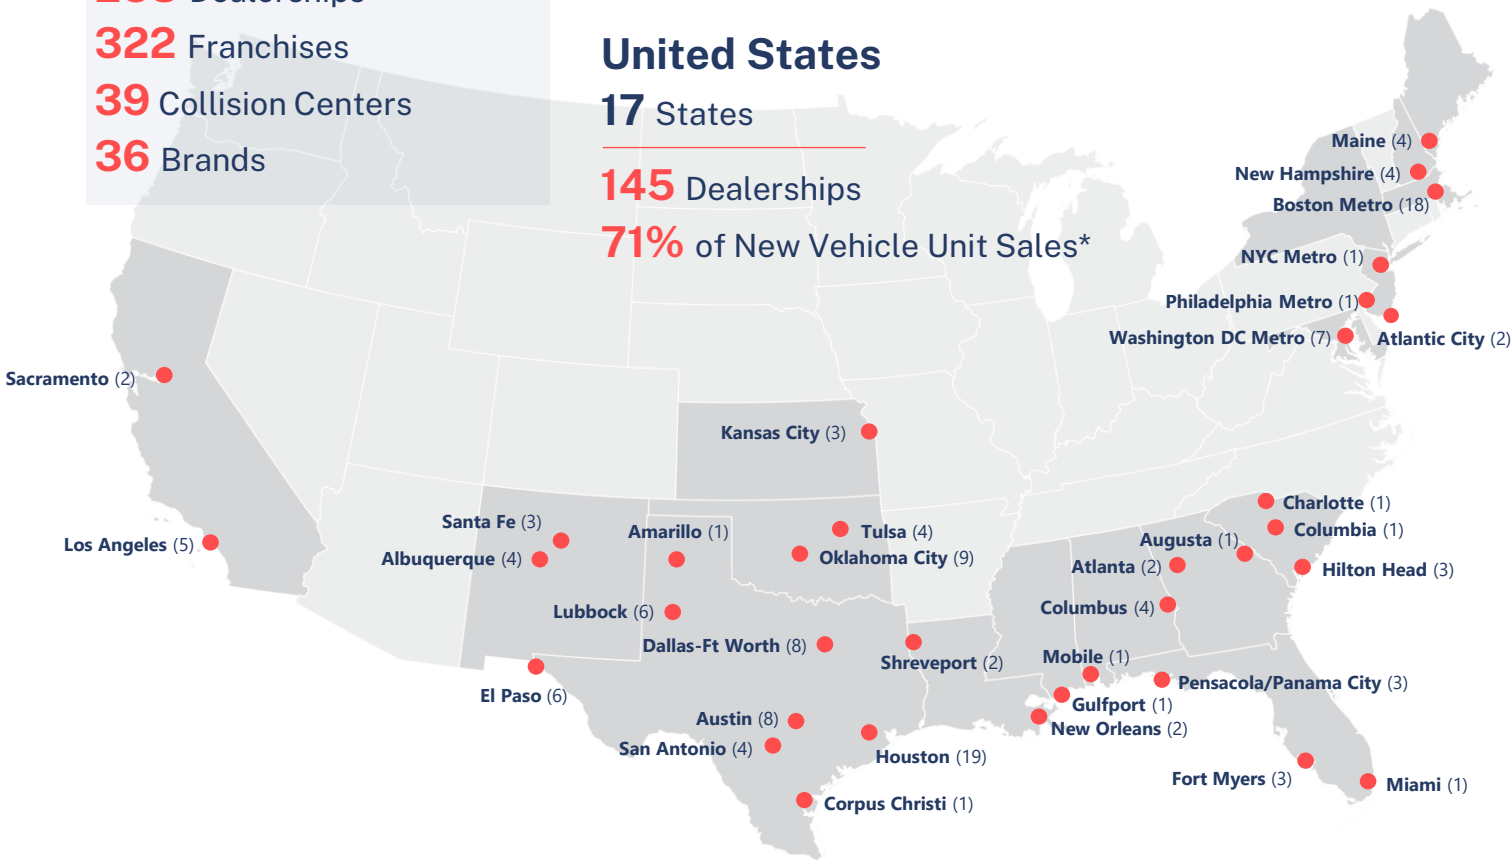 Dealerships
322 Franchises
39 Collision Centers
36 Brands
United States
17 States
145 Dealerships
71% of New Vehicle Unit Sales*
Maine (4)
New Hampshire (4)
Boston Metro (18)
NYC Metro (1)
Philadelphia Metro (1)
Washington DC Metro (7)
Atlantic City (2)
Sacramento (2)
Kansas City (3)
Los Angeles (5)
Santa Fe (3)
Albuquerque (4)
Amarillo (1)
Tulsa (4)
Oklahoma City (9)
Lubbock (6)
Dallas-Ft Worth (8)
El Paso (6)
Austin (8)
San Antonio (4)
Houston (19)
Corpus Christi (1)
Shreveport (2)
Charlotte (1)
Columbia (1)
Augusta (1)
Atlanta (2)
Hilton Head (3)
Columbus (4)
Mobile (1)
Pensacola/Panama City (3)
Gulfport (1)
New Orleans (2)
Fort Myers (3)
Miami (1)